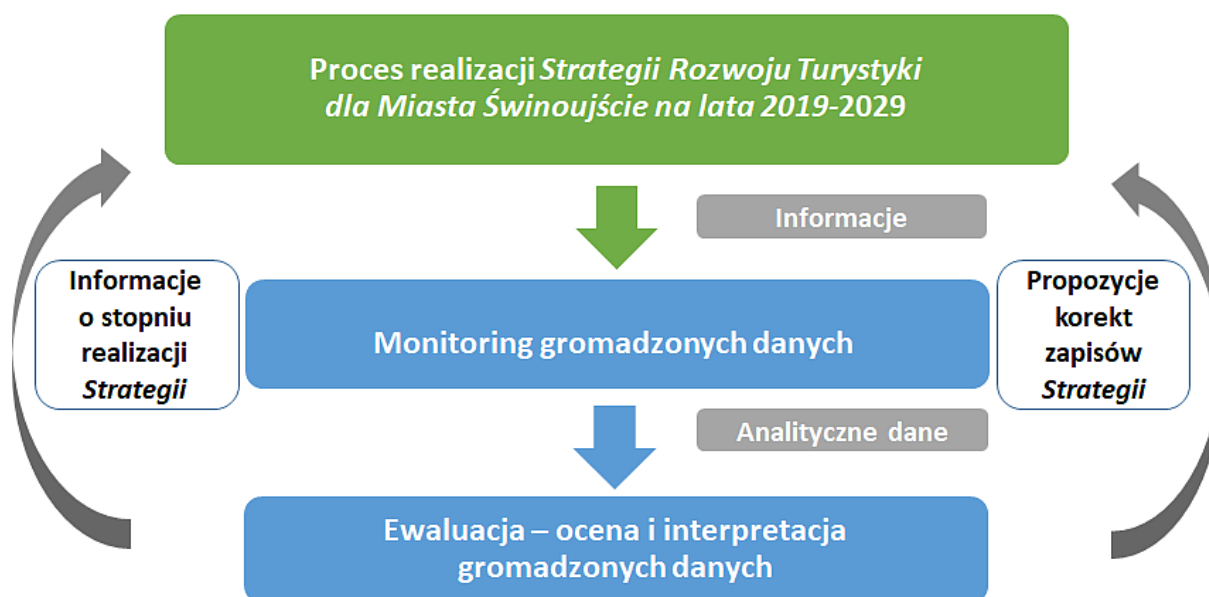 Proces realizacji Strategii Rozwoju Turystyki
dla Miasta Świnoujście na lata 2019-2029
Informacje
Informacje
o stopniu
realizacji
Strategii
Monitoring gromadzonych danych
Propozycje
korekt
zapisów
Strategii
Analityczne dane
Ewaluacja – ocena i interpretacja
gromadzonych danych